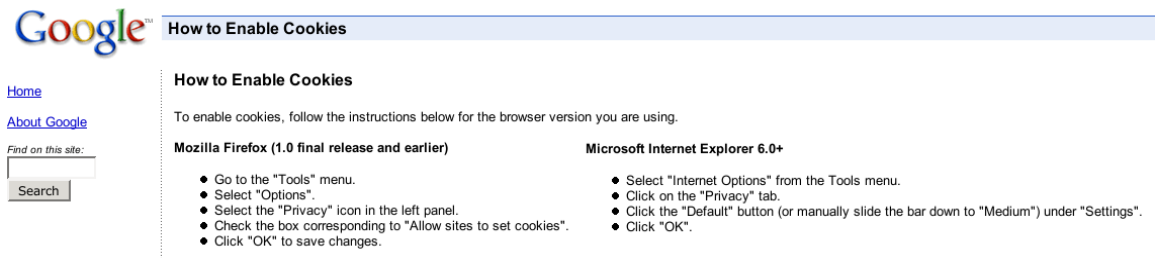 Google™
How to Enable Cookies
Home
About Google
Find on this site:
Search
How to Enable Cookies
To enable cookies, follow the instructions below for the browser version you are using.
Mozilla Firefox (1.0 final release and earlier)
● Go to the "Tools" menu.
● Select "Options".
● Select the "Privacy" icon in the left panel.
● Check the box corresponding to "Allow sites to set cookies".
● Click "OK" to save changes.
Microsoft Internet Explorer 6.0+
● Select "Internet Options" from the Tools menu.
● Click on the "Privacy" tab.
● Click the "Default" button (or manually slide the bar down to "Medium") under "Settings".
● Click "OK".